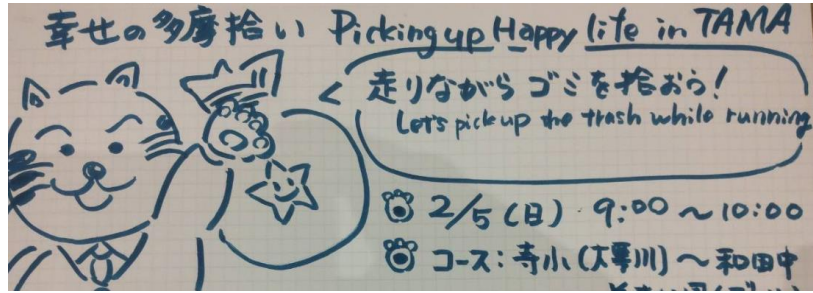 幸せの多摩拾い Picking up Happy life in TAMA
走りながらゴミを拾おう!
Let's pick up the trash while running
2/5(日) 9:00~10:00
コース:寺小(大栗川)~和田中